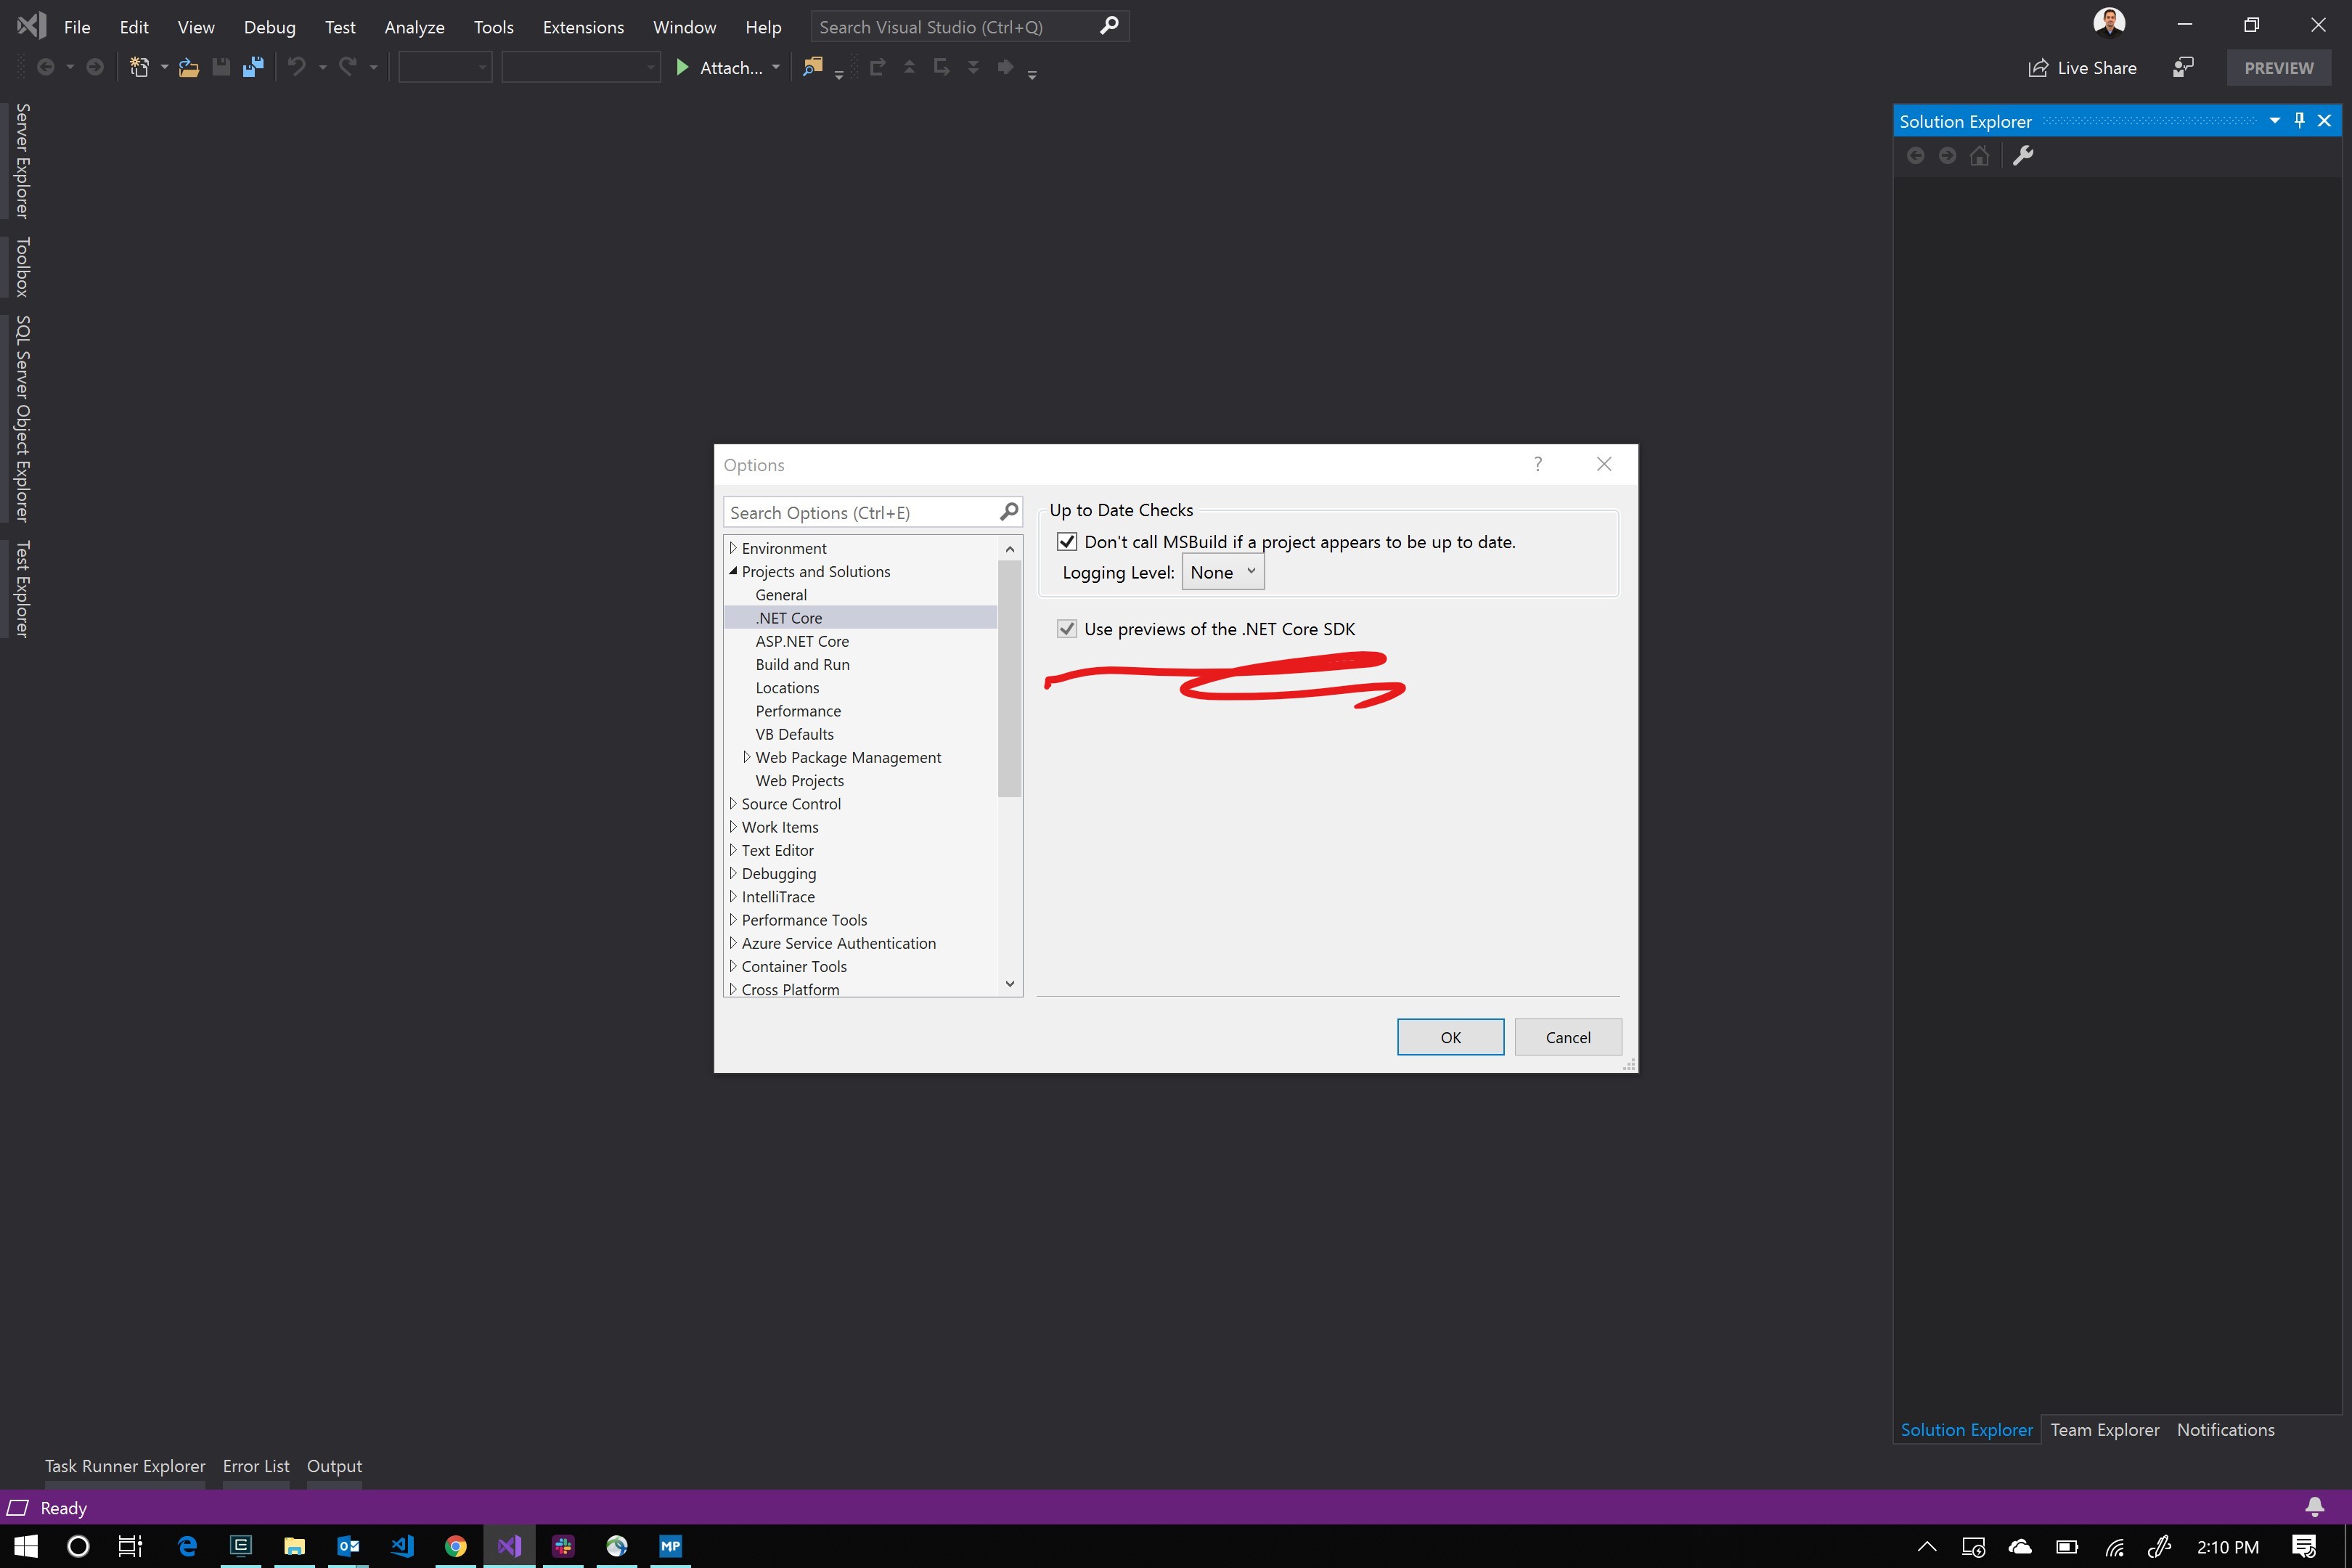 File Edit View Debug Test Analyze Tools Extensions Window Help Search Visual Studio (Ctrl+Q)
Attach... Live Share PREVIEW
Server Explorer
Toolbox
SQL Server Object Explorer
Test Explorer
Solution Explorer
Options ?
Search Options (Ctrl+E)
Environment
Projects and Solutions
General
.NET Core
ASP.NET Core
Build and Run
Locations
Performance
VB Defaults
Web Package Management
Web Projects
Source Control
Work Items
Text Editor
Debugging
IntelliTrace
Performance Tools
Azure Service Authentication
Container Tools
Cross Platform
Up to Date Checks
Don't call MSBuild if a project appears to be up to date.
Logging Level: None
Use previews of the .NET Core SDK
OK Cancel
Solution Explorer Team Explorer Notifications
Task Runner Explorer Error List Output
Ready
MP 2:10 PM